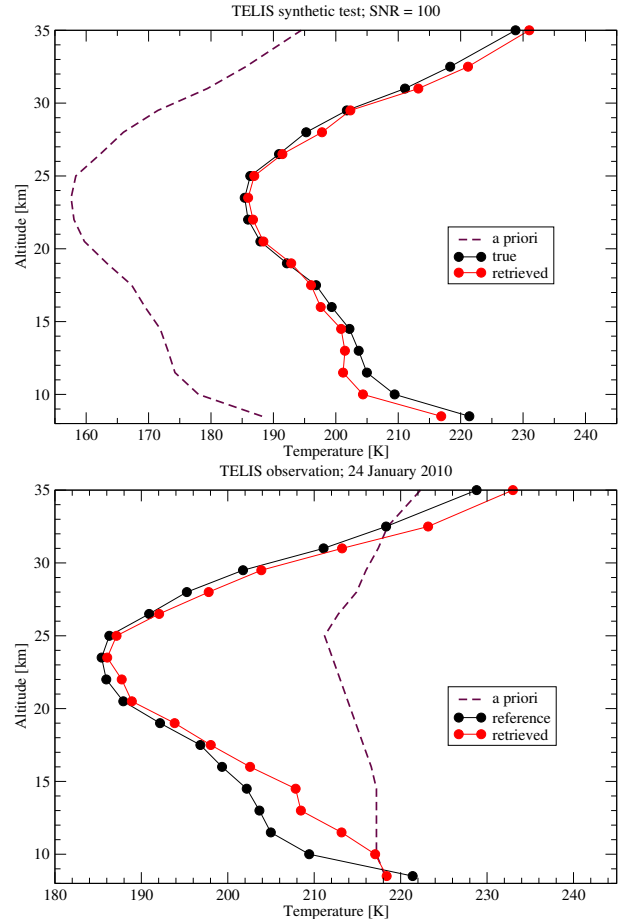 TELIS synthetic test; SNR = 100
35
30
25
20
15
10
Altitude [km]
a priori
true
retrieved
160 170 180 190 200 210 220 230 240
Temperature [K]
TELIS observation; 24 January 2010
35
30
25
20
15
10
Altitude [km]
a priori
reference
retrieved
180 190 200 210 220 230 240
Temperature [K]